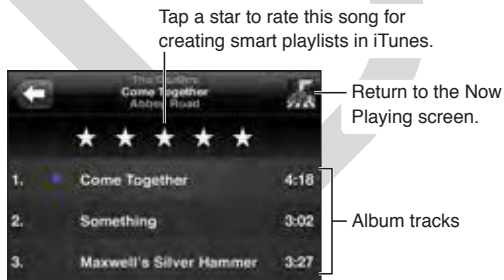 Tap a star to rate this song for
creating smart playlists in iTunes.
The Beatles
Come Together
Abbey Road
Return to the Now
Playing screen.
1. Come Together 4:18
2. Something 3:02
Album tracks
3. Maxwell's Silver Hammer 3:27